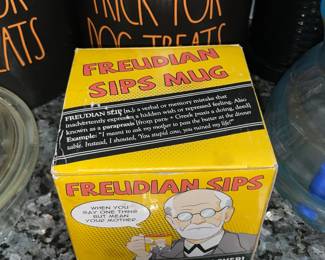 TRICK FOR
DOG TREATS
TREATS
FREUDIAN
SIPS MUG
FREUDIAN SLIP [n.] a verbal or memory mistake that
inadvertently expresses a hidden wish or repressed feeling. Also
known as a parapraxis [from para + Greek praxis a doing, deed]
Example: "I meant to ask my mother to pass the butter at the dinner
table. Instead, I shouted, 'You stupid cow, you ruined my life!'"
FREUDIAN SIPS
WHEN YOU
SAY ONE THING
BUT MEAN
YOUR MOTHER.